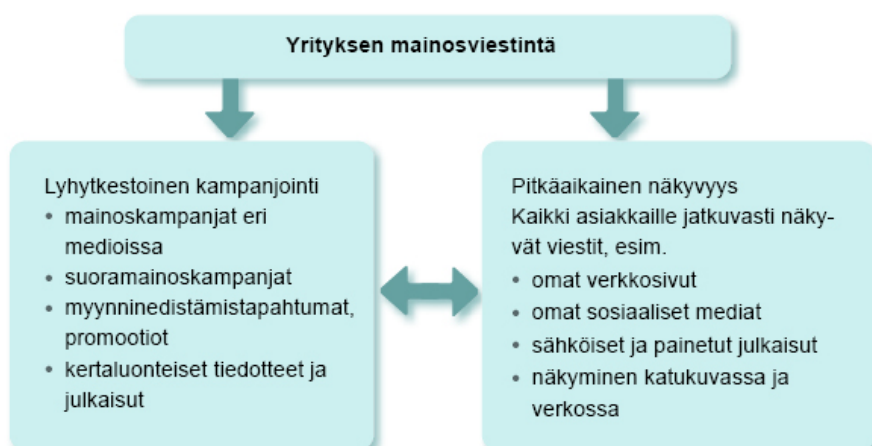 Yrityksen mainosviestintä
Lyhytkestoinen kampanjointi
• mainoskampanjat eri
medioissa
• suoramainoskampanjat
• myynninedistämistapahtumat,
promootiot
• kertaluonteiset tiedotteet ja
julkaisut
Pitkäaikainen näkyvyys
Kaikki asiakkaille jatkuvasti näky-
vät viestit, esim.
• omat verkkosivut
• omat sosiaaliset mediat
• sähköiset ja painetut julkaisut
• näkyminen katukuvassa ja
verkossa